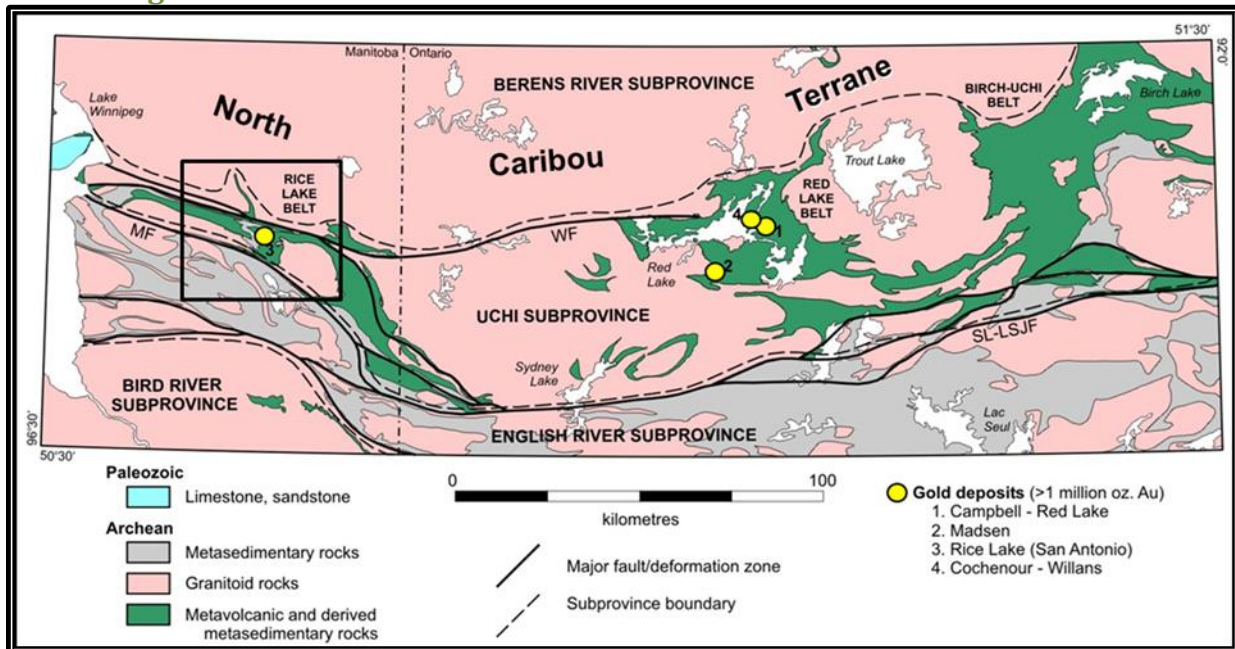 51°30'
92°0'
Manitoba
Ontario
Lake
Winnipeg
North
BERENS RIVER SUBPROVINCE
Terrane
BIRCH-UCHI
BELT
Birch Lake
Caribou
Trout Lake
RICE
LAKE
BELT
RED
LAKE
BELT
4
1
MF
3
WF
Red
Lake
2
UCHI SUBPROVINCE
SL-LSJF
Sydney
Lake
BIRD RIVER
SUBPROVINCE
Lac
Seul
ENGLISH RIVER SUBPROVINCE
96°30'
50°30'
Paleozoic
Limestone, sandstone
Archean
Metasedimentary rocks
Granitoid rocks
Metavolcanic and derived
metasedimentary rocks
0 100
kilometres
Major fault/deformation zone
Subprovince boundary
Gold deposits (>1 million oz. Au)
1. Campbell - Red Lake
2. Madsen
3. Rice Lake (San Antonio)
4. Cochenour - Willans